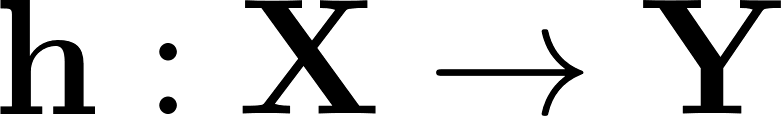 h : X → Y